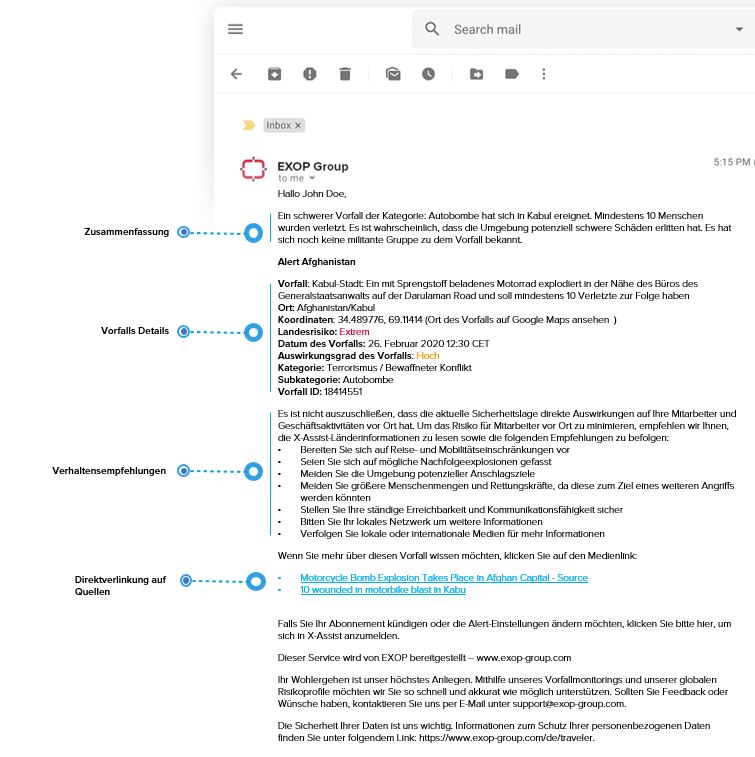 Search mail
Inbox ×
EXOP Group
5:15 PM (
to me
Hallo John Doe,
Zusammenfassung
Ein schwerer Vorfall der Kategorie: Autobombe hat sich in Kabul ereignet. Mindestens 10 Menschen
wurden verletzt. Es ist wahrscheinlich, dass die Umgebung potenziell schwere Schäden erlitten hat. Es hat
sich noch keine militante Gruppe zu dem Vorfall bekannt.
Alert Afghanistan
Vorfalls Details
Vorfall: Kabul-Stadt: Ein mit Sprengstoff beladenes Motorrad explodiert in der Nähe des Büros des
Generalstaatsanwalts auf der Darulaman Road und soll mindestens 10 Verletzte zur Folge haben
Ort: Afghanistan/Kabul
Koordinaten: 34.489776, 69.11414 (Ort des Vorfalls auf Google Maps ansehen )
Landesrisiko: Extrem
Datum des Vorfalls: 26. Februar 2020 12:30 CET
Auswirkungsgrad des Vorfalls: Hoch
Kategorie: Terrorismus / Bewaffneter Konflikt
Subkategorie: Autobombe
Vorfall ID: 18414551
Verhaltensempfehlungen
Es ist nicht auszuschließen, dass die aktuelle Sicherheitslage direkte Auswirkungen auf Ihre Mitarbeiter und
Geschäftsaktivitäten vor Ort hat. Um das Risiko für Mitarbeiter vor Ort zu minimieren, empfehlen wir Ihnen,
die X-Assist-Länderinformationen zu lesen sowie die folgenden Empfehlungen zu befolgen:
• Bereiten Sie sich auf Reise- und Mobilitätseinschränkungen vor
• Seien Sie sich auf mögliche Nachfolgeexplosionen gefasst
• Meiden Sie die Umgebung potenzieller Anschlagsziele
• Meiden Sie größere Menschenmengen und Rettungskräfte, da diese zum Ziel eines weiteren Angriffs
werden könnten
• Stellen Sie Ihre ständige Erreichbarkeit und Kommunikationsfähigkeit sicher
• Bitten Sie Ihr lokales Netzwerk um weitere Informationen
• Verfolgen Sie lokale oder internationale Medien für mehr Informationen
Wenn Sie mehr über diesen Vorfall wissen möchten, klicken Sie auf den Medienlink:
Direktverlinkung auf
Quellen
• Motorcycle Bomb Explosion Takes Place in Afghan Capital - Source
• 10 wounded in motorbike blast in Kabu
Falls Sie Ihr Abonnement kündigen oder die Alert-Einstellungen ändern möchten, klicken Sie bitte hier, um
sich in X-Assist anzumelden.
Dieser Service wird von EXOP bereitgestellt – www.exop-group.com
Ihr Wohlergehen ist unser höchstes Anliegen. Mithilfe unseres Vorfallmonitorings und unserer globalen
Risikoprofile möchten wir Sie so schnell und akkurat wie möglich unterstützen. Sollten Sie Feedback oder
Wünsche haben, kontaktieren Sie uns per E-Mail unter support@exop-group.com.
Die Sicherheit Ihrer Daten ist uns wichtig. Informationen zum Schutz Ihrer personenbezogenen Daten
finden Sie unter folgendem Link: https://www.exop-group.com/de/traveler.